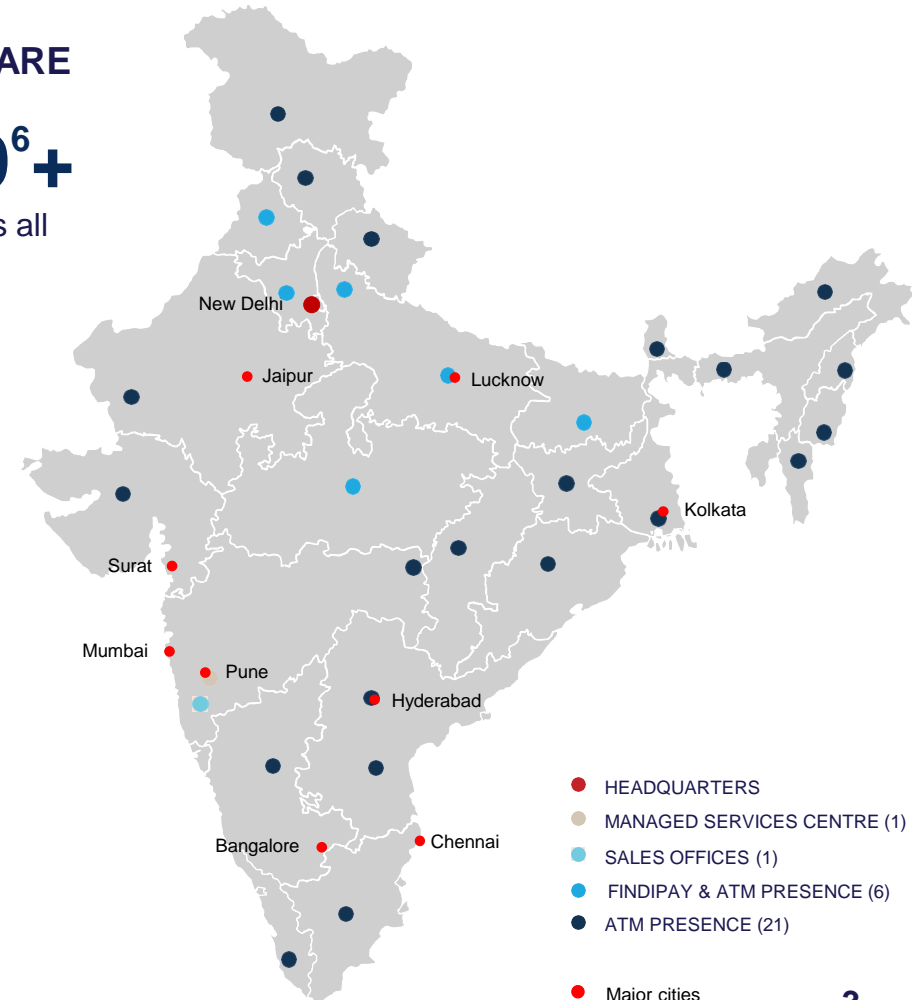 ARE
6+
s all
New Delhi
Jaipur
Lucknow
Kolkata
Surat
Mumbai
Pune
Hyderabad
Bangalore
Chennai
HEADQUARTERS
MANAGED SERVICES CENTRE (1)
SALES OFFICES (1)
FINDIPAY & ATM PRESENCE (6)
ATM PRESENCE (21)
Major cities